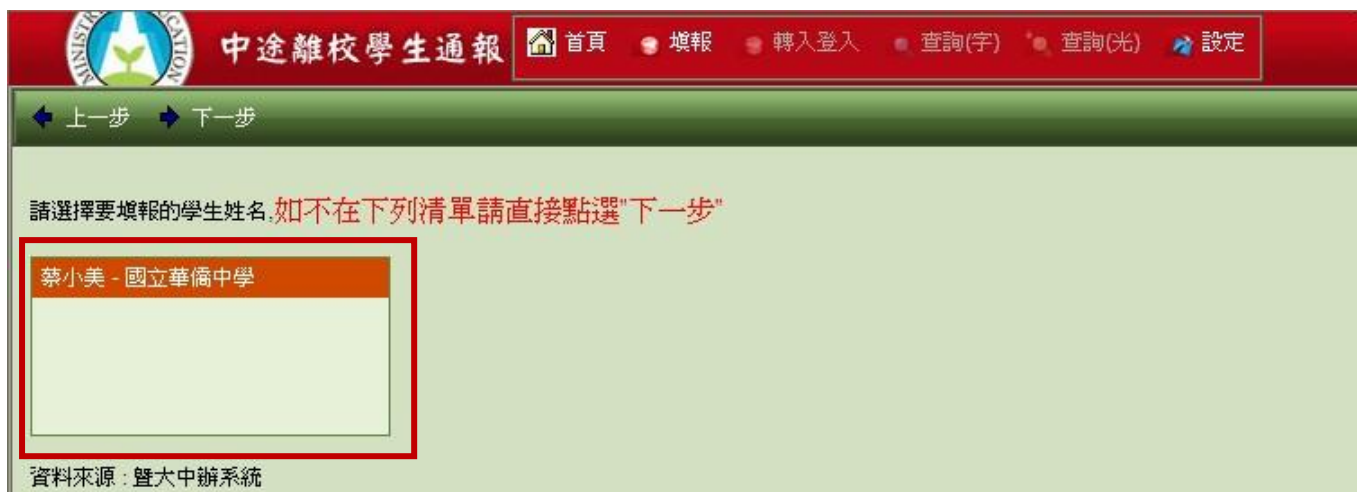 MINISTRY EDUCATION
中途離校學生通報 首頁 填報 轉入登入 查詢(字) 查詢(光) 設定
上一步 下一步
請選擇要填報的學生姓名,如不在下列清單請直接點選"下一步"
蔡小美 - 國立華僑中學
資料來源 : 暨大中辦系統